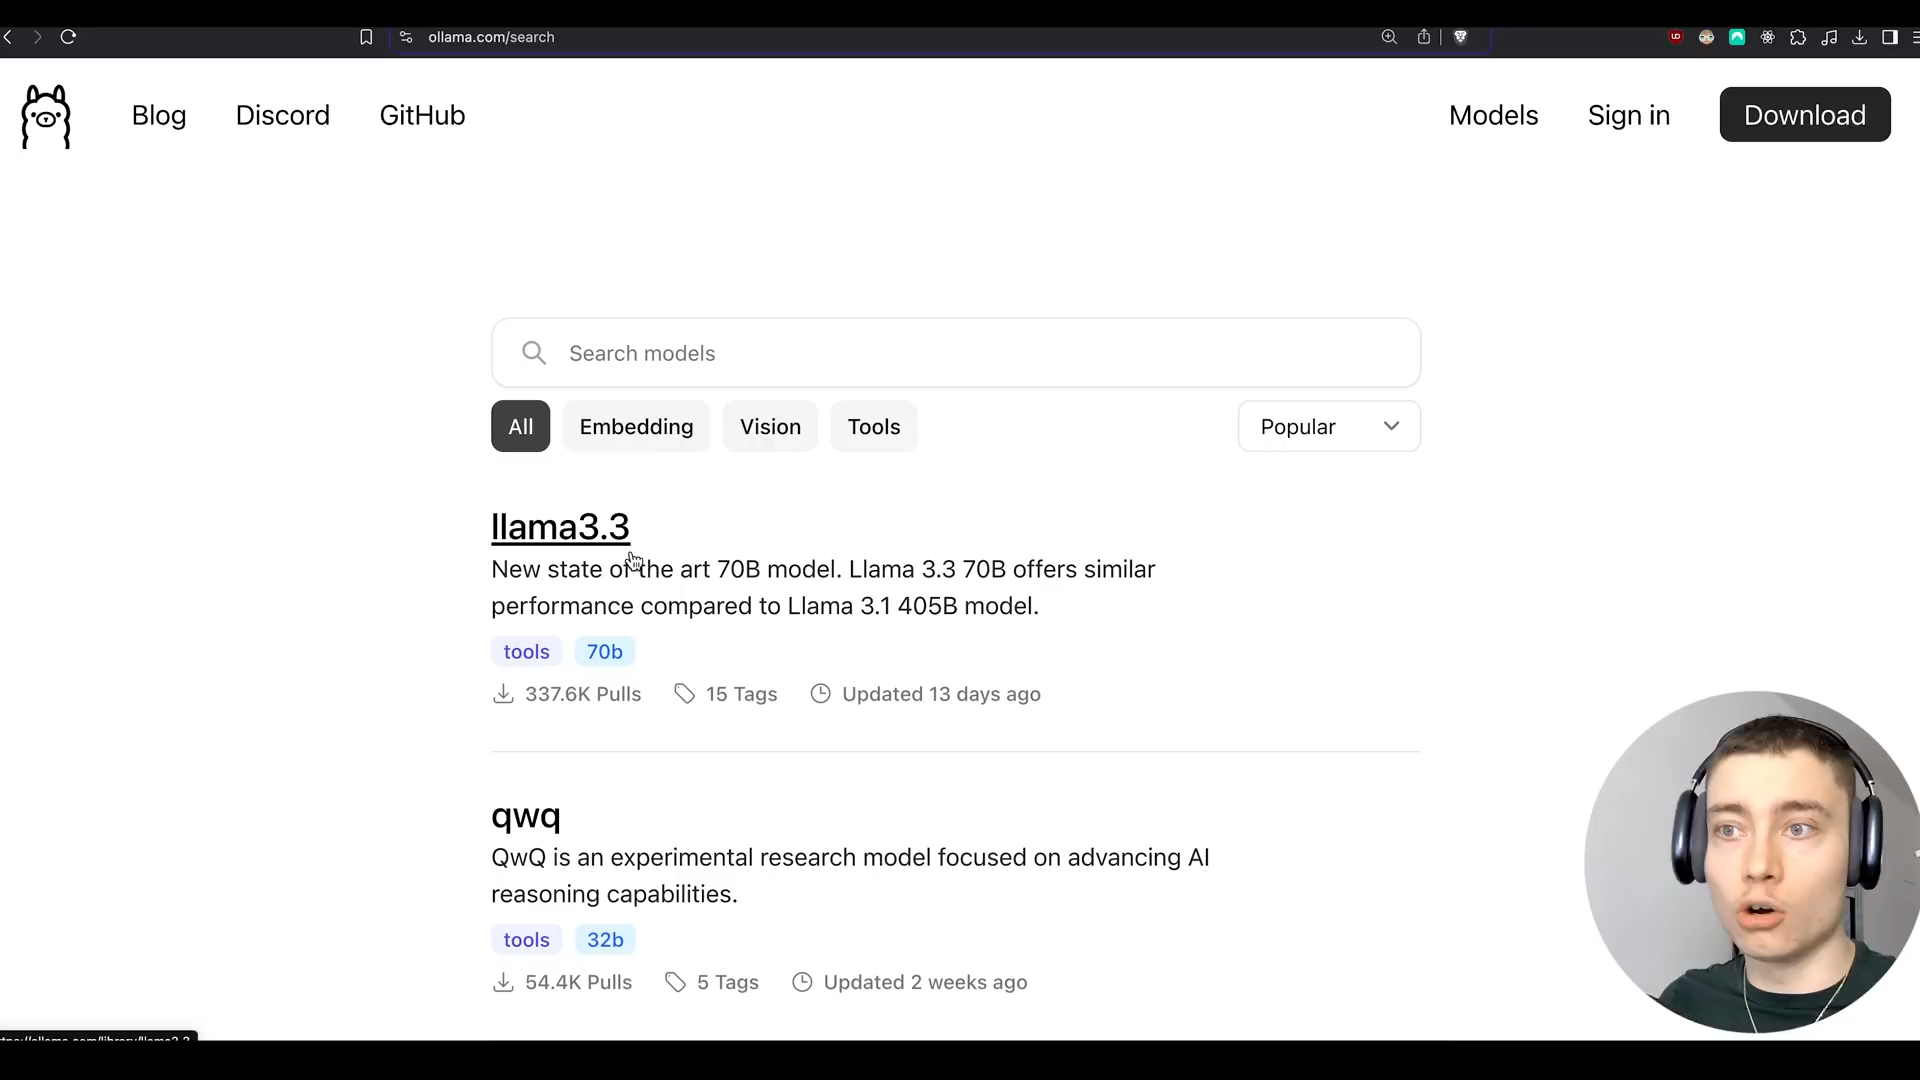 ollama.com/search
Blog
Discord
GitHub
Models
Sign in
Download
Search models
All
Embedding
Vision
Tools
Popular
llama3.3
New state of the art 70B model. Llama 3.3 70B offers similar
performance compared to Llama 3.1 405B model.
tools
70b
337.6K Pulls
15 Tags
Updated 13 days ago
qwq
QwQ is an experimental research model focused on advancing AI
reasoning capabilities.
tools
32b
54.4K Pulls
5 Tags
Updated 2 weeks ago